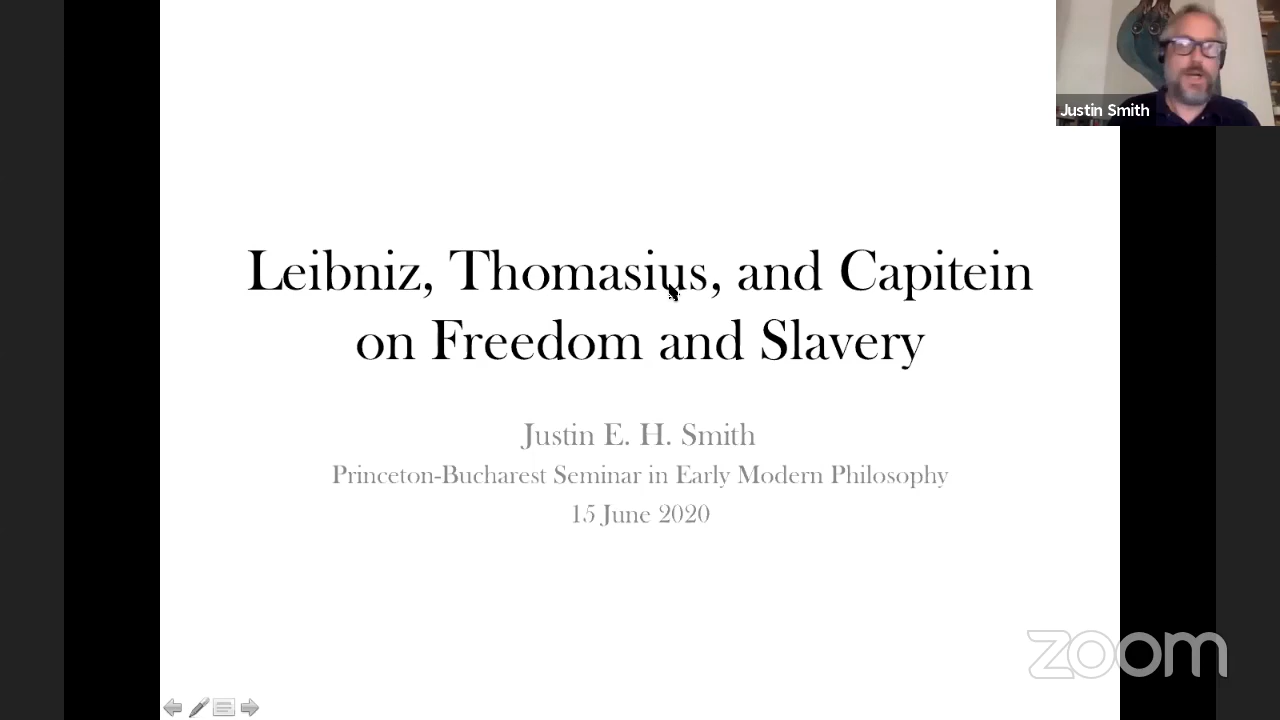 Justin Smith
Leibniz, Thomasius, and Capitein
on Freedom and Slavery
Justin E. H. Smith
Princeton-Bucharest Seminar in Early Modern Philosophy
15 June 2020
zoom